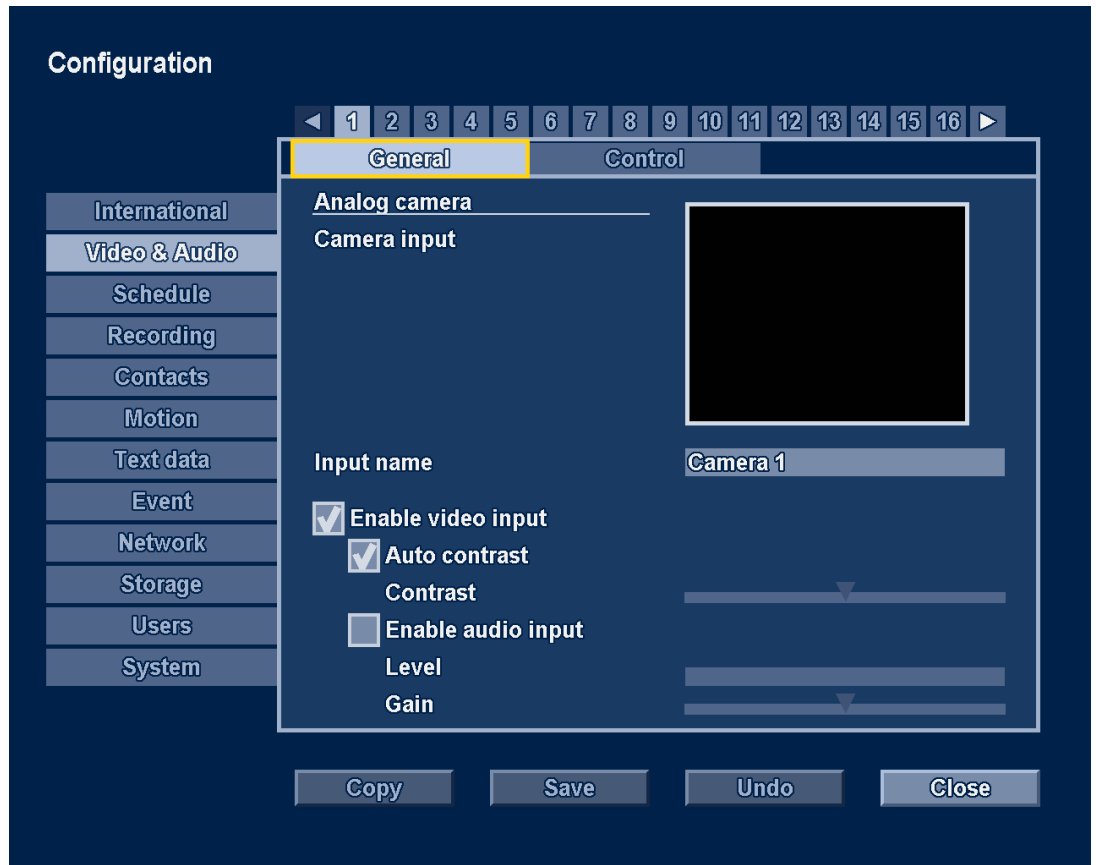 Configuration
1 2 3 4 5 6 7 8 9 10 11 12 13 14 15 16
General Control
International
Video & Audio
Schedule
Recording
Contacts
Motion
Text data
Event
Network
Storage
Users
System
Analog camera
Camera input
Input name Camera 1
Enable video input
Auto contrast
Contrast
Enable audio input
Level
Gain
Copy Save Undo Close